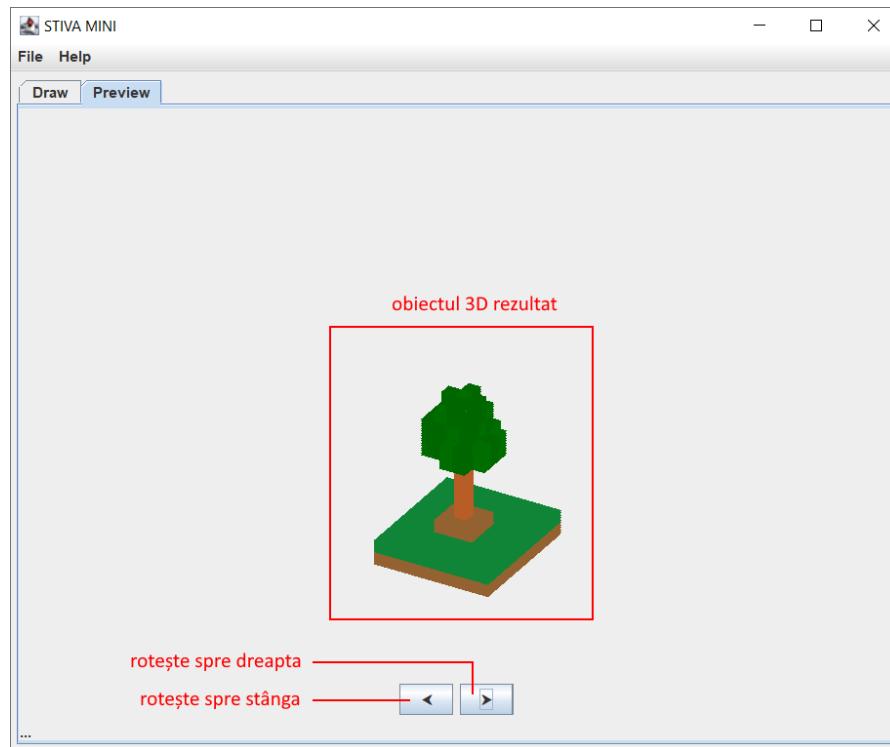 STIVA MINI
File Help
Draw Preview
obiectul 3D rezultat
rotește spre dreapta
rotește spre stânga
...